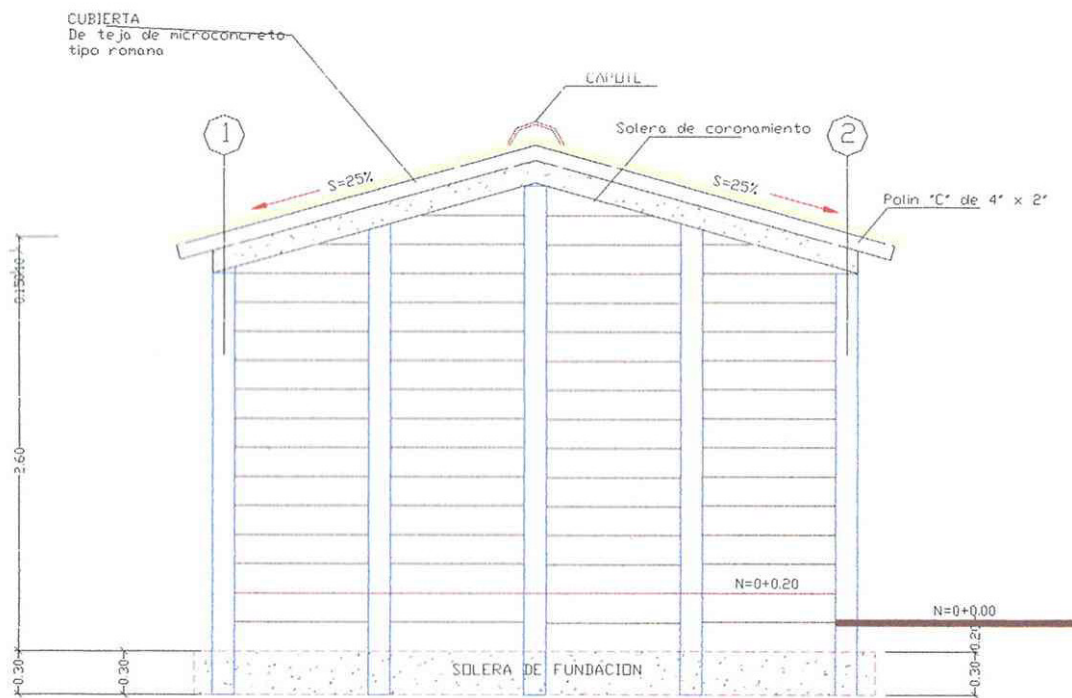 CUBIERTA
De teja de microconcreto
tipo romana
CAPOTE
1
Solera de coronamiento
2
S=25%
S=25%
Polin "C" de 4" x 2"
2.60
N=0+0.20
N=0+0.00
0.20
SOLERA DE FUNDACION
0.30
0.30
0.30